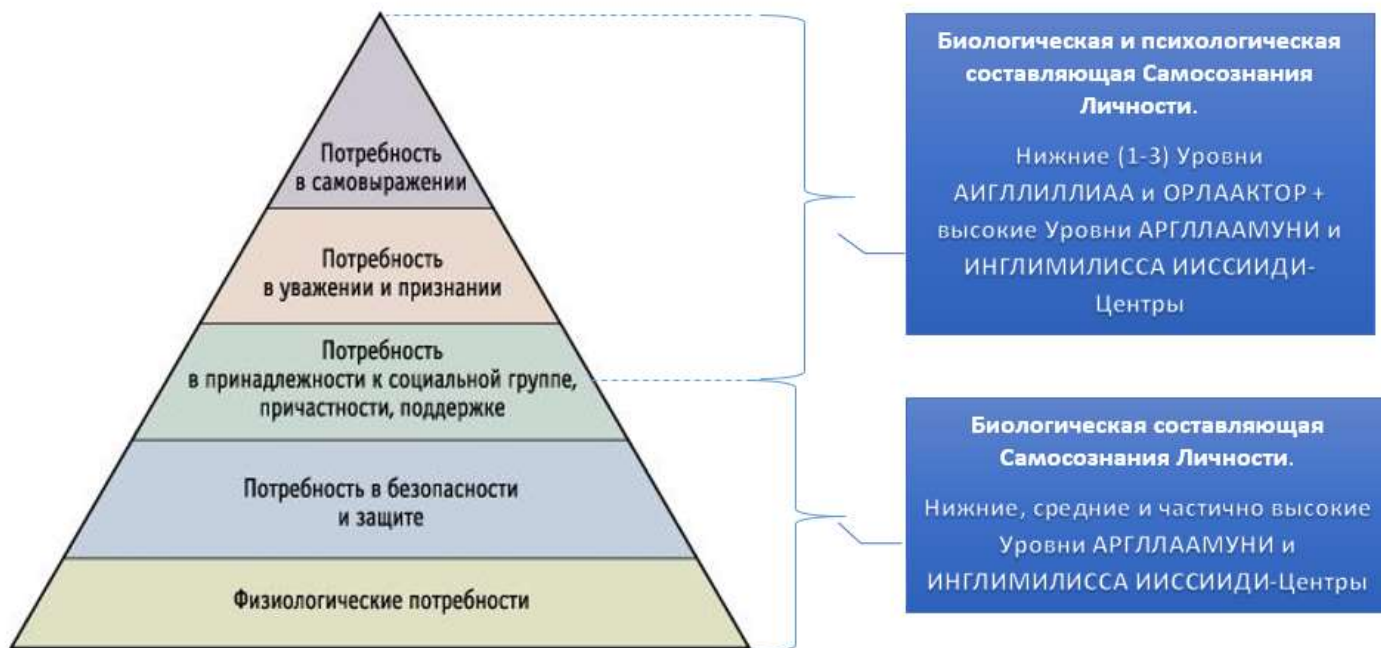 Потребность
в самовыражении
Потребность
в уважении и признании
Потребность
в принадлежности к социальной группе,
причастности, поддержке
Потребность в безопасности
и защите
Физиологические потребности
Биологическая и психологическая
составляющая Самосознания
Личности.
Нижние (1-3) Уровни
АИГЛЛИЛЛИАА и ОРЛААКТОР +
высокие Уровни АРГЛЛААМУНИ и
ИНГЛИМИЛИССА ИИССИИДИ-
Центры
Биологическая составляющая
Самосознания Личности.
Нижние, средние и частично высокие
Уровни АРГЛЛААМУНИ и
ИНГЛИМИЛИССА ИИССИИДИ-Центры